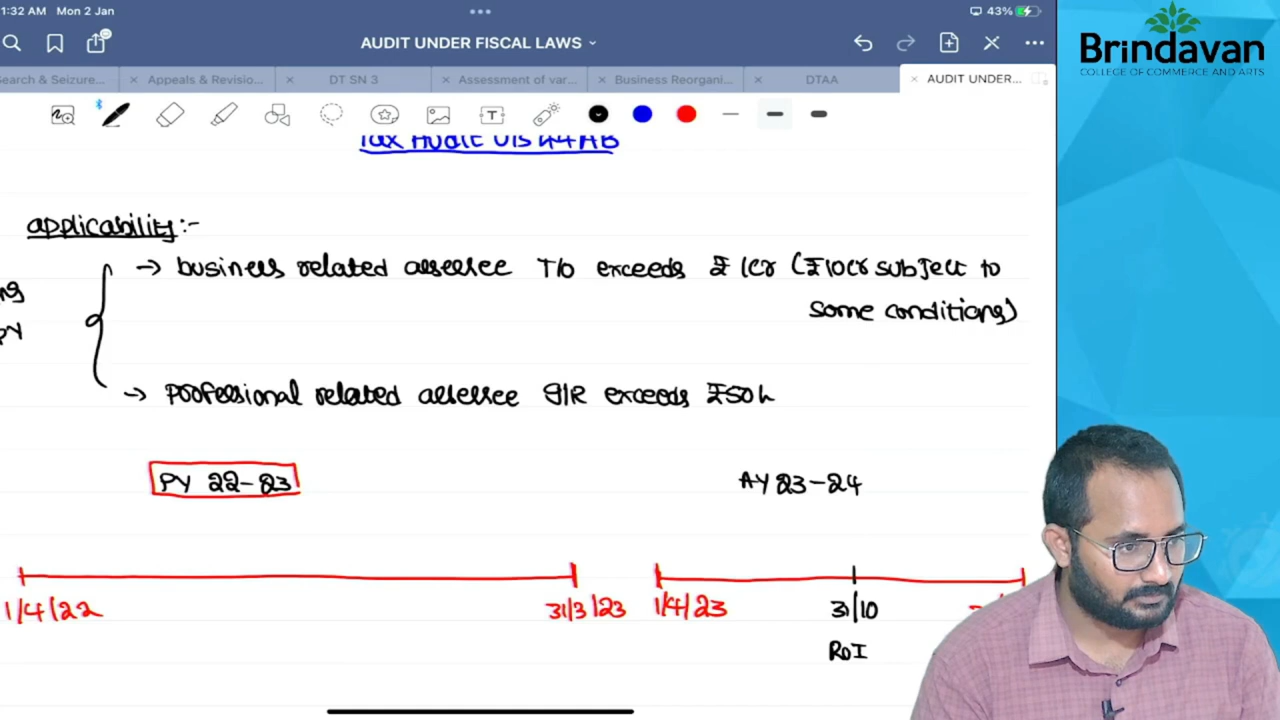 1:32 AM Mon 2 Jan
43%
AUDIT UNDER FISCAL LAWS
Brindavan
COLLEGE OF COMMERCE AND ARTS
earch & Seizure...
Appeals & Revisio...
DT SN 3
Assessment of var...
Business Reorgani...
DTAA
AUDIT UNDER...
Tax Audit U/s 44AB
applicability:-
→ business related assessee T/o exceeds ₹1Cr (₹10Cr subject to
some conditions)
ng
PY
→ Professional related assessee G/R exceeds ₹50L
PY 22-23
AY 23-24
1/4/22
31/3/23
1/4/23
31/10
ROI